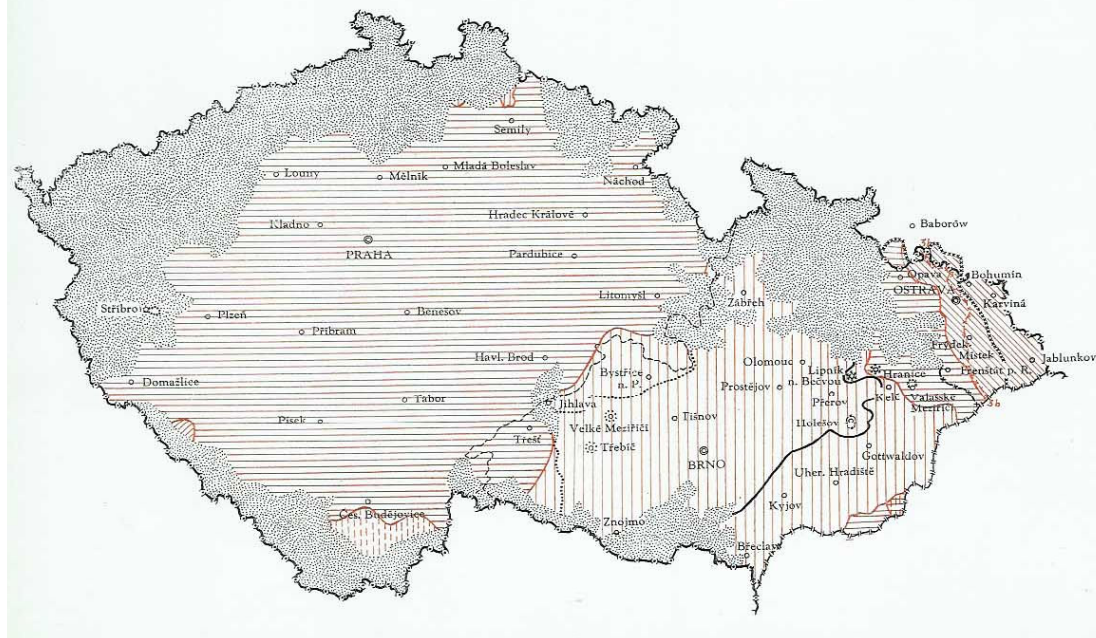 Semily
Louny
Mělník
Mladá Boleslav
Náchod
Kladno
Hradec Králové
PRAHA
Pardubice
Baborów
Opava
Bohumín
OSTRAVA
Karviná
Stříbro
Plzeň
Příbram
Benešov
Litomyšl
Zábřeh
Frýdek
Místek
Jablunkov
Havl. Brod
Bystřice
n. P.
Olomouc
Lipník
n. Bečvou
Hranice
Frenštát p. R.
Domažlice
Tábor
Jihlava
Prostějov
Přerov
Kelč
Valašské
Meziříčí
3b
Písek
Třešť
Velké Meziříčí
Třebíč
Tišnov
Holešov
BRNO
Gottwaldov
Uher. Hradiště
Čes. Budějovice
Znojmo
Kyjov
Břeclav